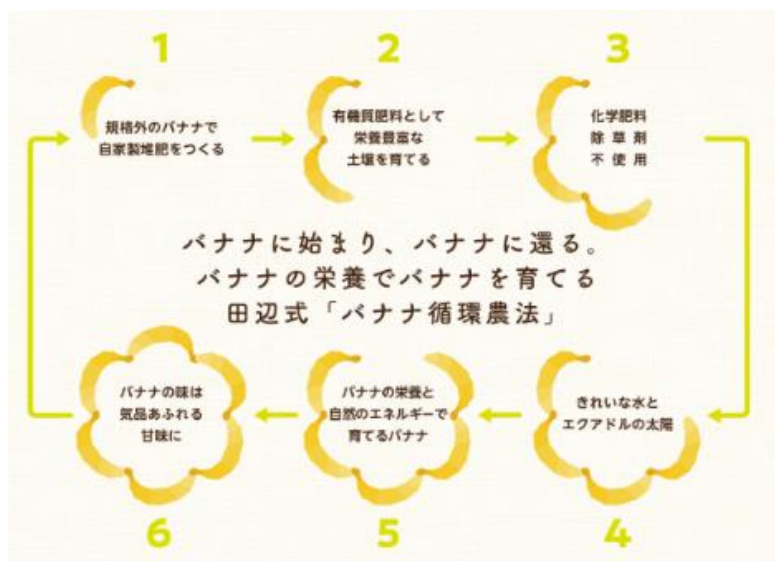 1
規格外のバナナで
自家製堆肥をつくる
2
有機質肥料として
栄養豊富な
土壌を育てる
3
化学肥料
除草剤
不使用
バナナに始まり、バナナに還る。
バナナの栄養でバナナを育てる
田辺式「バナナ循環農法」
きれいな水と
エクアドルの太陽
4
バナナの栄養と
自然のエネルギーで
育てるバナナ
5
バナナの味は
気品あふれる
甘味に
6